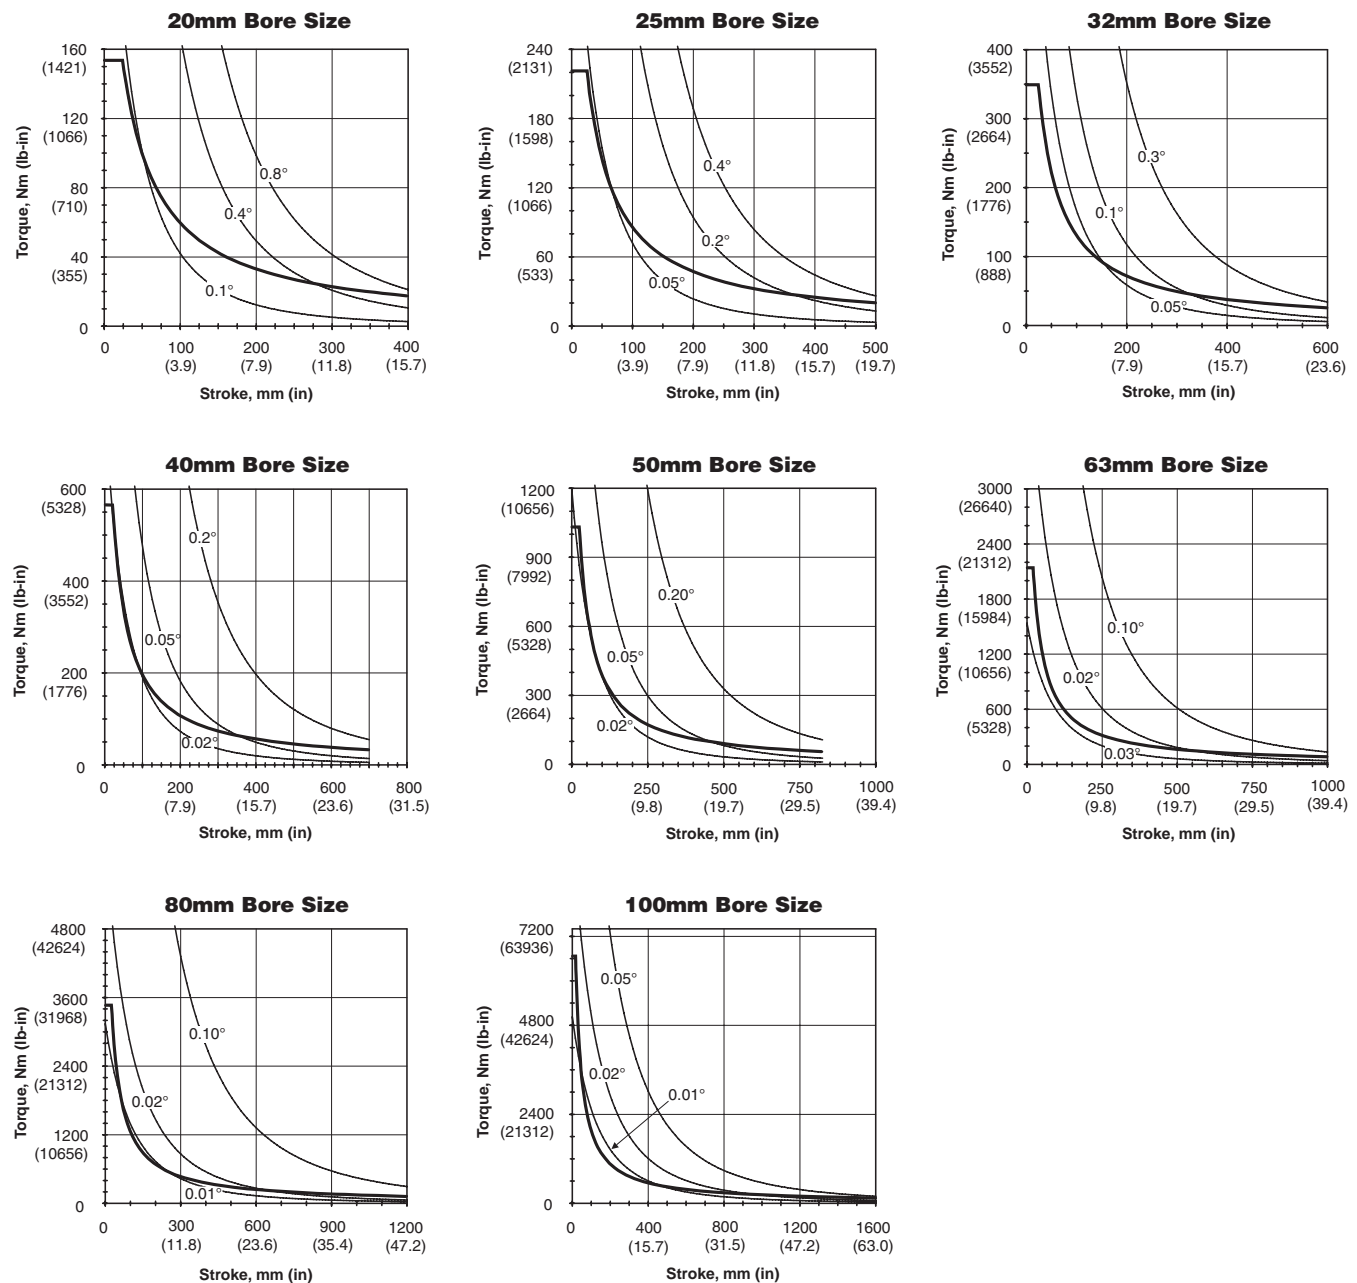 20mm Bore Size
160
(1421)
120
(1066)
80
(710)
40
(355)
0
Torque, Nm (lb-in)
0.8°
0.4°
0.1°
0 100 200 300 400
(3.9) (7.9) (11.8) (15.7)
Stroke, mm (in)
25mm Bore Size
240
(2131)
180
(1598)
120
(1066)
60
(533)
0
Torque, Nm (lb-in)
0.4°
0.2°
0.05°
0 100 200 300 400 500
(3.9) (7.9) (11.8) (15.7) (19.7)
Stroke, mm (in)
32mm Bore Size
400
(3552)
300
(2664)
200
(1776)
100
(888)
0
Torque, Nm (lb-in)
0.3°
0.1°
0.05°
0 200 400 600
(7.9) (15.7) (23.6)
Stroke, mm (in)
40mm Bore Size
600
(5328)
400
(3552)
200
(1776)
0
Torque, Nm (lb-in)
0.2°
0.05°
0.02°
0 200 400 600 800
(7.9) (15.7) (23.6) (31.5)
Stroke, mm (in)
50mm Bore Size
1200
(10656)
900
(7992)
600
(5328)
300
(2664)
0
Torque, Nm (lb-in)
0.20°
0.05°
0.02°
0 250 500 750 1000
(9.8) (19.7) (29.5) (39.4)
Stroke, mm (in)
63mm Bore Size
3000
(26640)
2400
(21312)
1800
(15984)
1200
(10656)
600
(5328)
0
Torque, Nm (lb-in)
0.10°
0.02°
0.03°
0 250 500 750 1000
(9.8) (19.7) (29.5) (39.4)
Stroke, mm (in)
80mm Bore Size
4800
(42624)
3600
(31968)
2400
(21312)
1200
(10656)
0
Torque, Nm (lb-in)
0.10°
0.02°
0.01°
0 300 600 900 1200
(11.8) (23.6) (35.4) (47.2)
Stroke, mm (in)
100mm Bore Size
7200
(63936)
4800
(42624)
2400
(21312)
0
Torque, Nm (lb-in)
0.05°
0.02°
0.01°
0 400 800 1200 1600
(15.7) (31.5) (47.2) (63.0)
Stroke, mm (in)